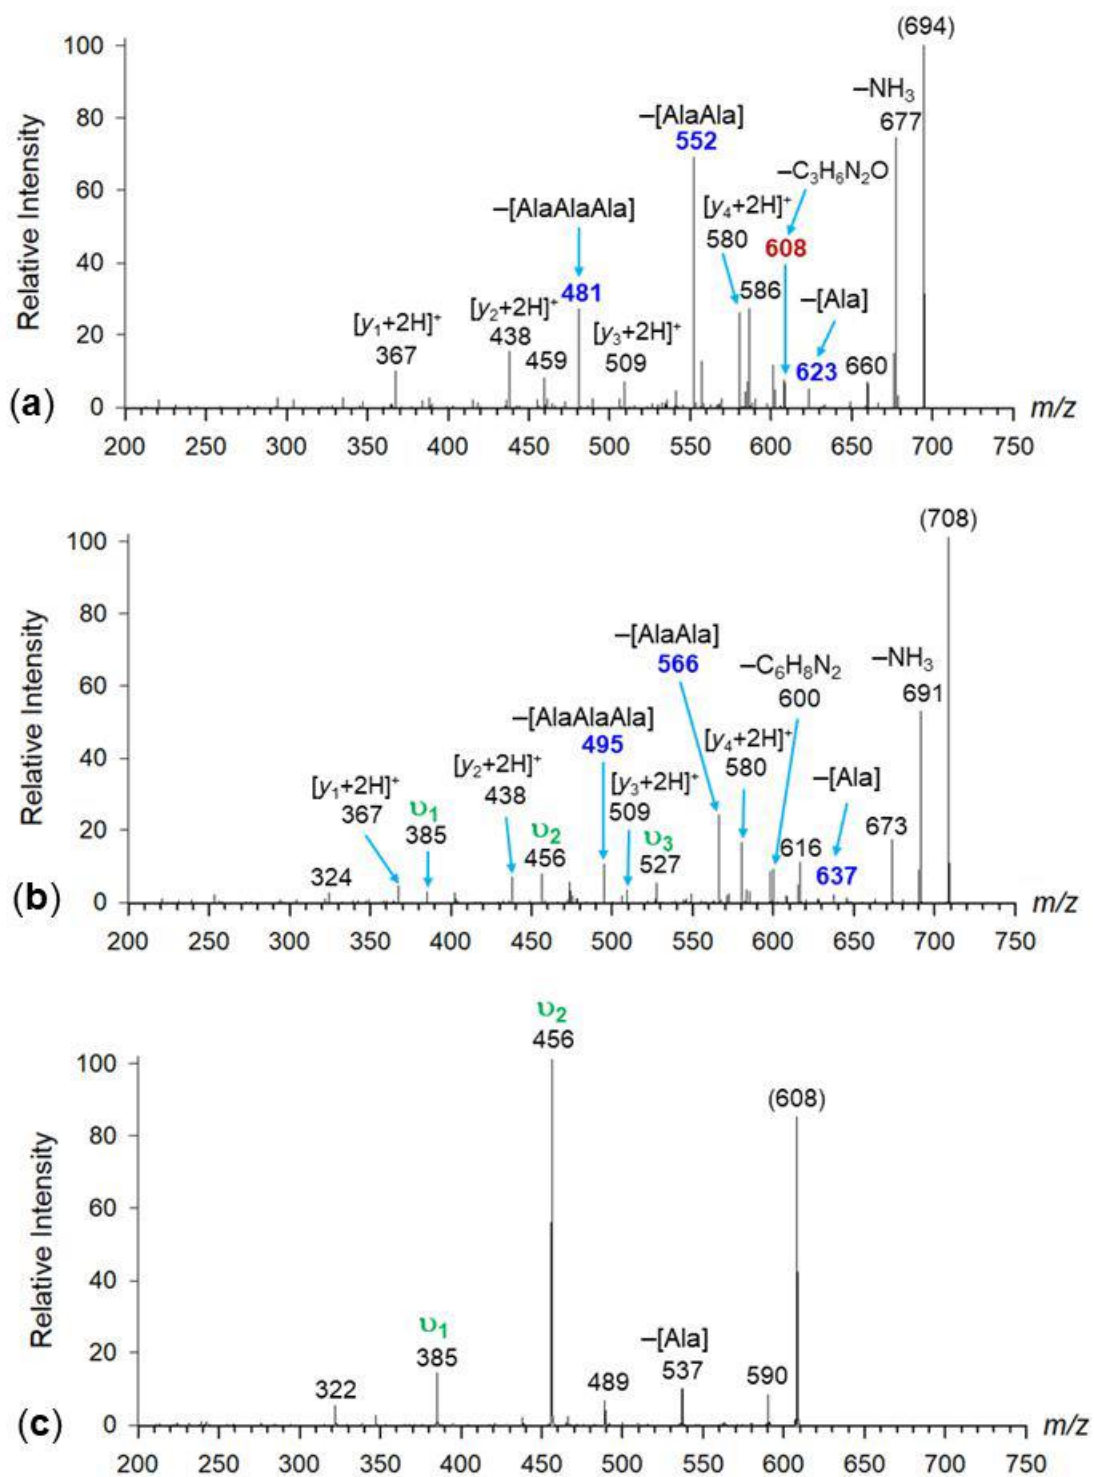 (694)
100
–NH₃
677
–[AlaAla]
552
80
–C₃H₆N₂O
[y₄+2H]⁺
580
608
–[AlaAlaAla]
60
481
586
–[Ala]
623
660
40
[y₁+2H]⁺
367
[y₂+2H]⁺
438
459
[y₃+2H]⁺
509
20
0
Relative Intensity
(a)
m/z
200 250 300 350 400 450 500 550 600 650 700 750
(708)
100
80
–[AlaAla]
566
–C₆H₈N₂
600
–NH₃
691
60
–[AlaAlaAla]
495
[y₄+2H]⁺
580
–[Ala]
637
40
[y₁+2H]⁺
367
υ₁
385
[y₂+2H]⁺
438
υ₂
456
[y₃+2H]⁺
509
υ₃
527
616
673
20
324
0
Relative Intensity
(b)
m/z
200 250 300 350 400 450 500 550 600 650 700 750
υ₂
456
100
(608)
80
60
40
υ₁
385
–[Ala]
537
20
322
489
590
0
Relative Intensity
(c)
m/z
200 250 300 350 400 450 500 550 600 650 700 750